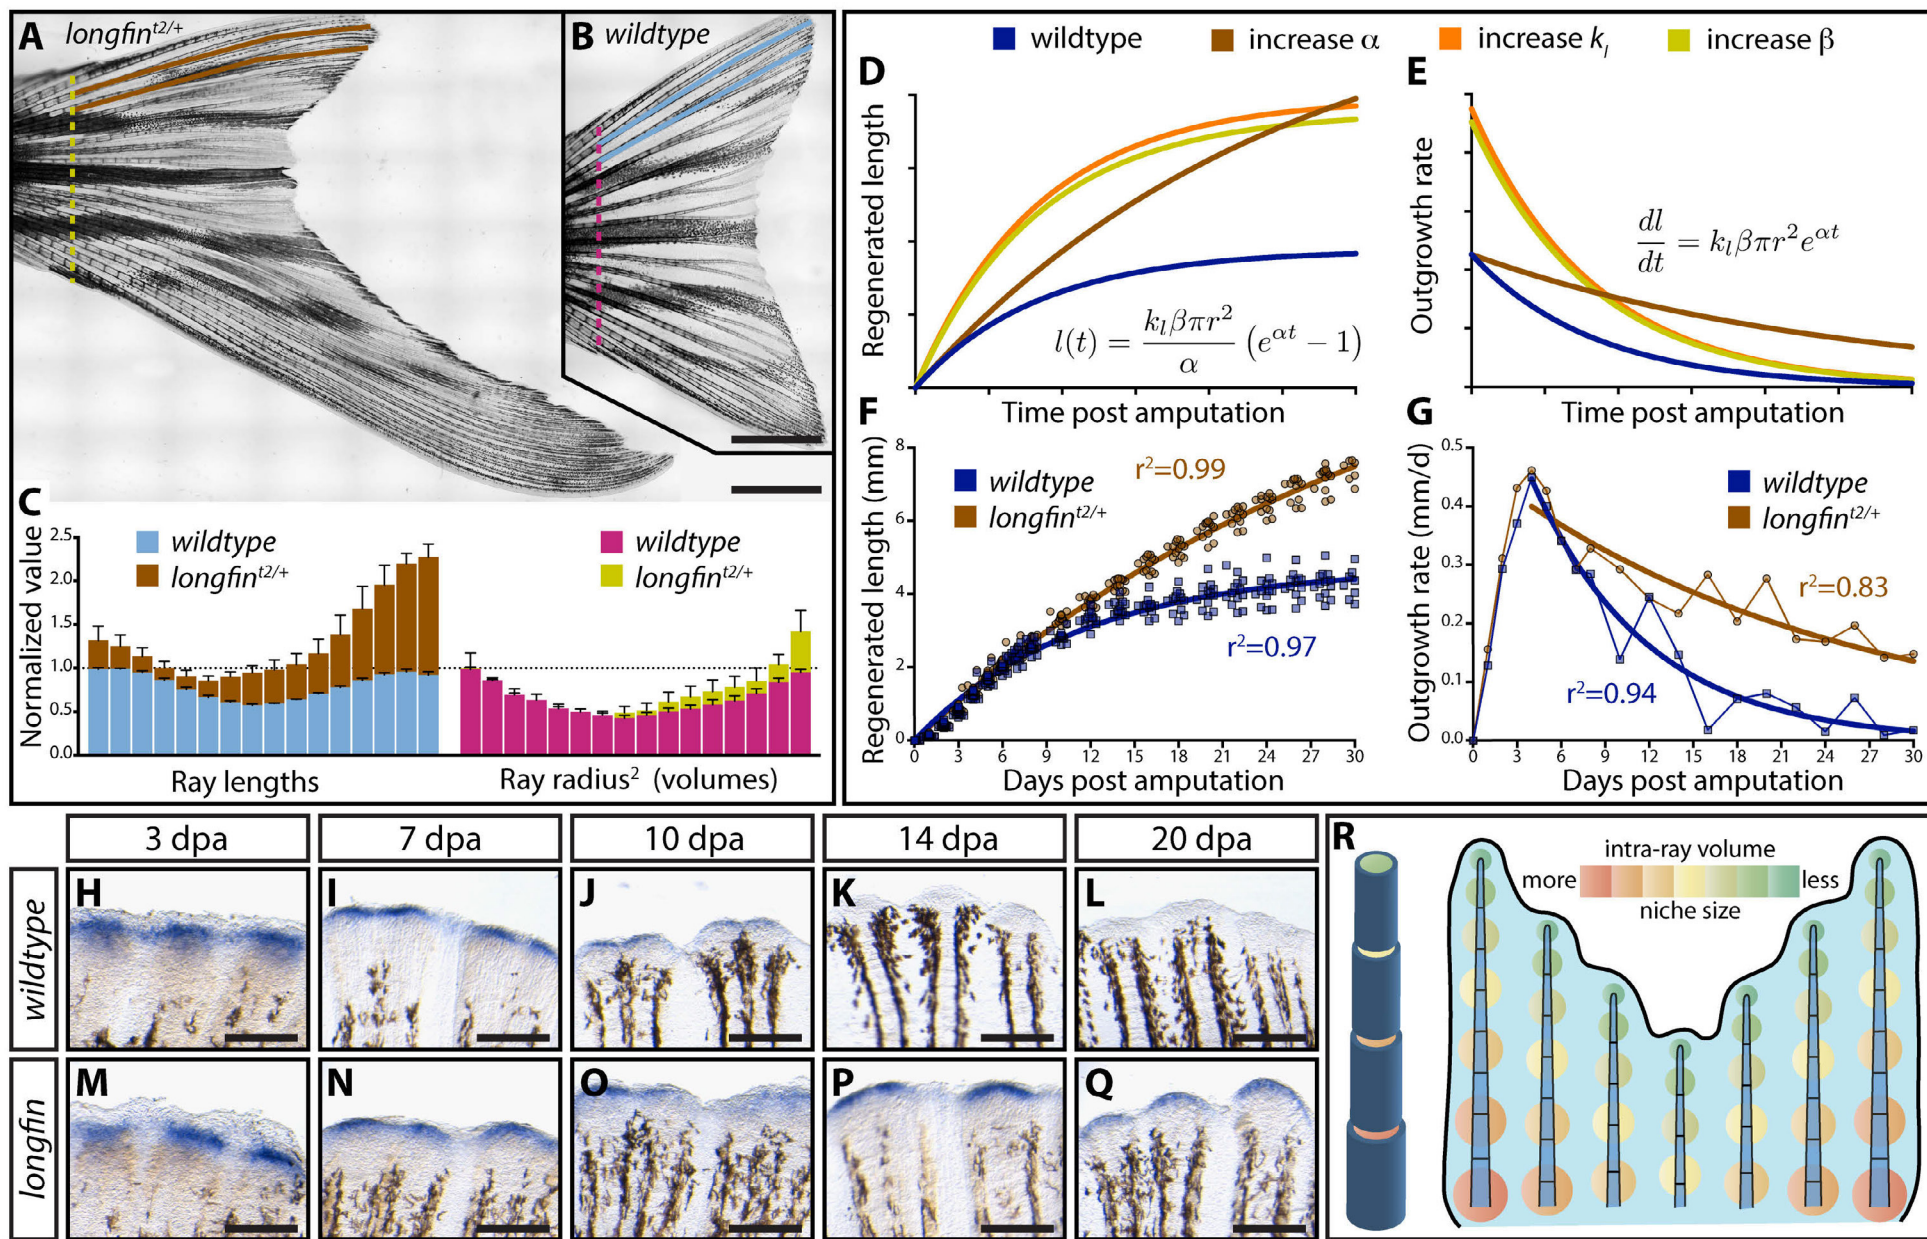 A
longfin^t2/+
B
wildtype
C
Normalized value
2.5
2.0
1.5
1.0
0.5
0.0
wildtype
longfin^t2/+
wildtype
longfin^t2/+
Ray lengths
Ray radius² (volumes)
wildtype
increase α
increase k_l
increase β
D
Regenerated length
l(t) = k_lβπr²/α (e^αt − 1)
Time post amputation
E
Outgrowth rate
dl/dt = k_lβπr²e^αt
Time post amputation
F
Regenerated length (mm)
8
6
4
2
0
wildtype
longfin^t2/+
r²=0.99
r²=0.97
0 3 6 9 12 15 18 21 24 27 30
Days post amputation
G
Outgrowth rate (mm/d)
0.5
0.4
0.3
0.2
0.1
0.0
wildtype
longfin^t2/+
r²=0.83
r²=0.94
0 3 6 9 12 15 18 21 24 27 30
Days post amputation
3 dpa
7 dpa
10 dpa
14 dpa
20 dpa
wildtype
H
I
J
K
L
longfin
M
N
O
P
Q
R
intra-ray volume
more
less
niche size